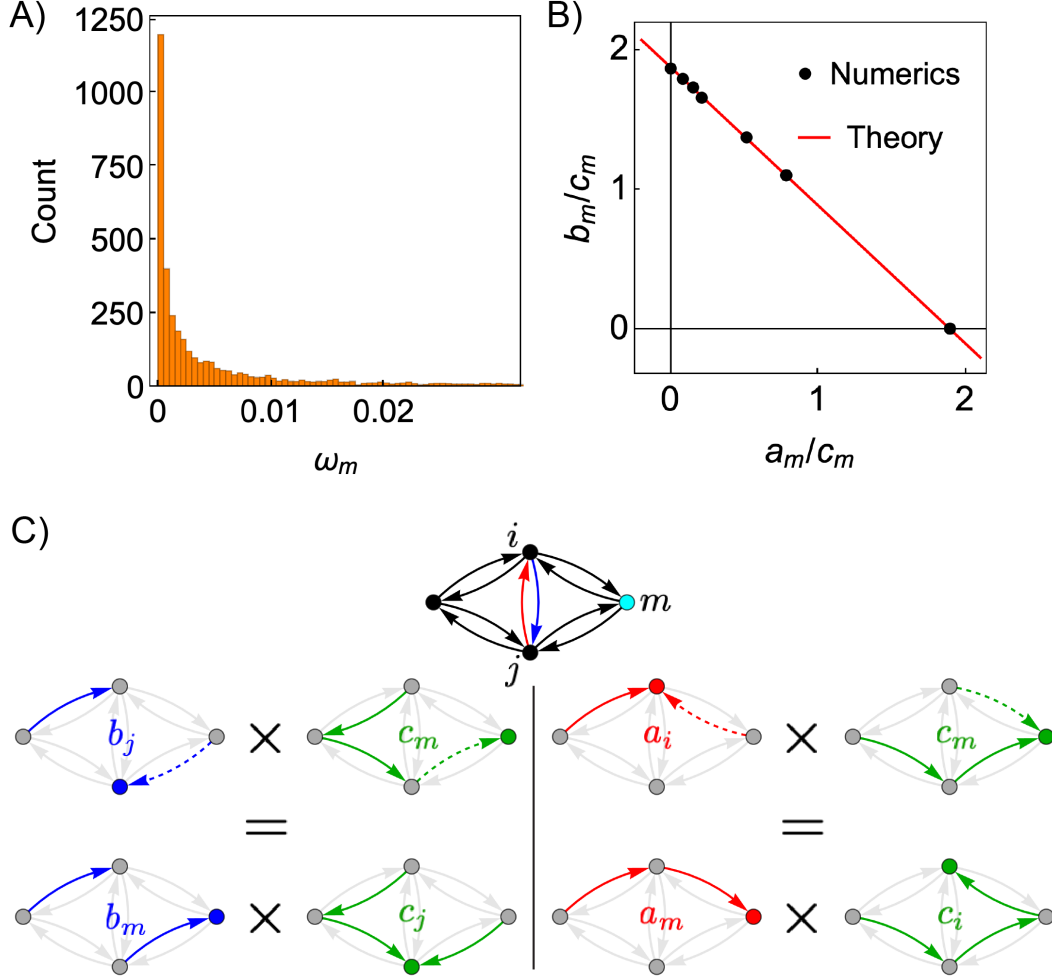 A)
1250
1000
750
500
250
0
Count
0
0.01
0.02
ωm
B)
2
1
0
bm/cm
Numerics
Theory
0
1
2
am/cm
C)
i
m
j
bj
×
cm
ai
×
cm
=
=
bm
×
cj
am
×
ci